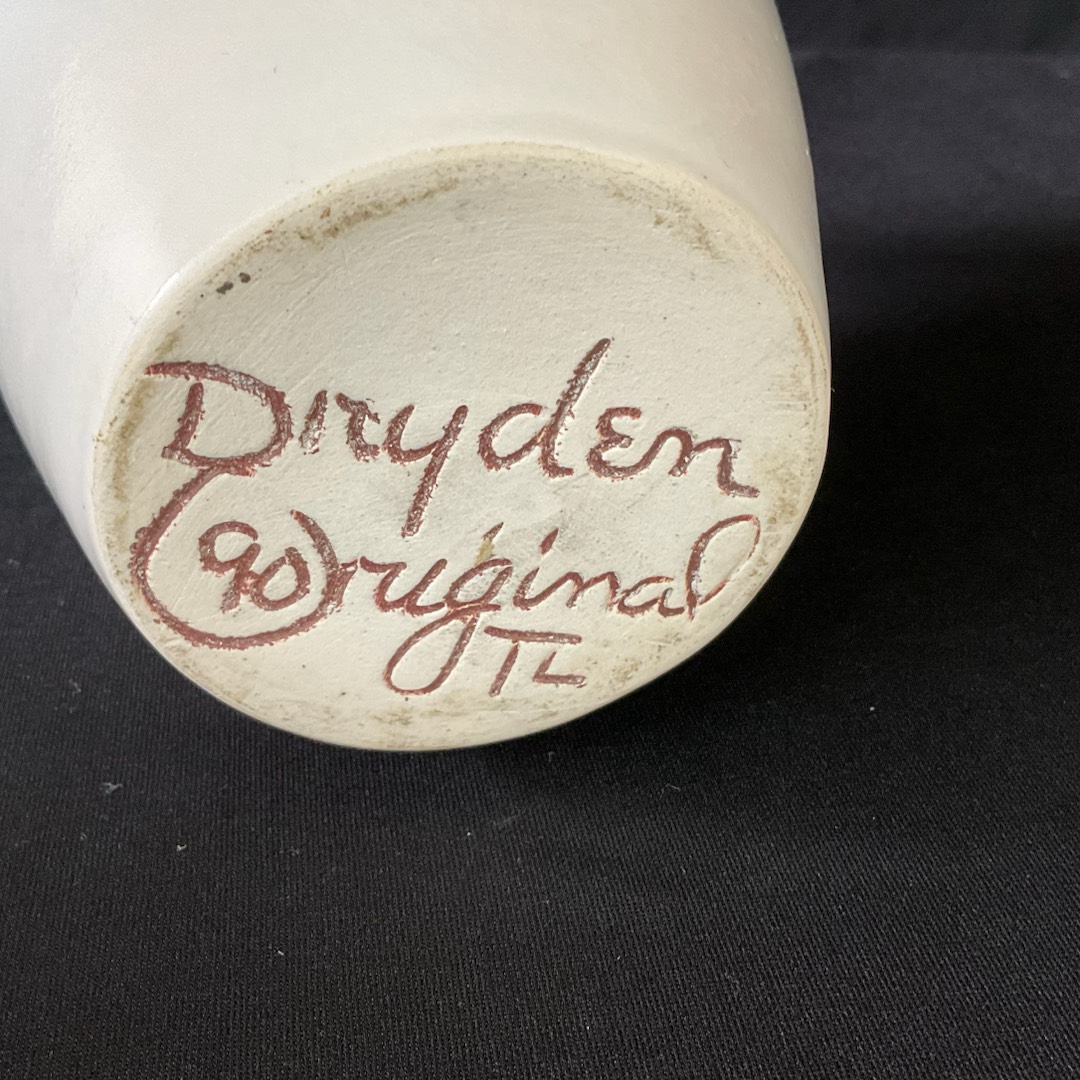 Dryden
(90) Original
TL